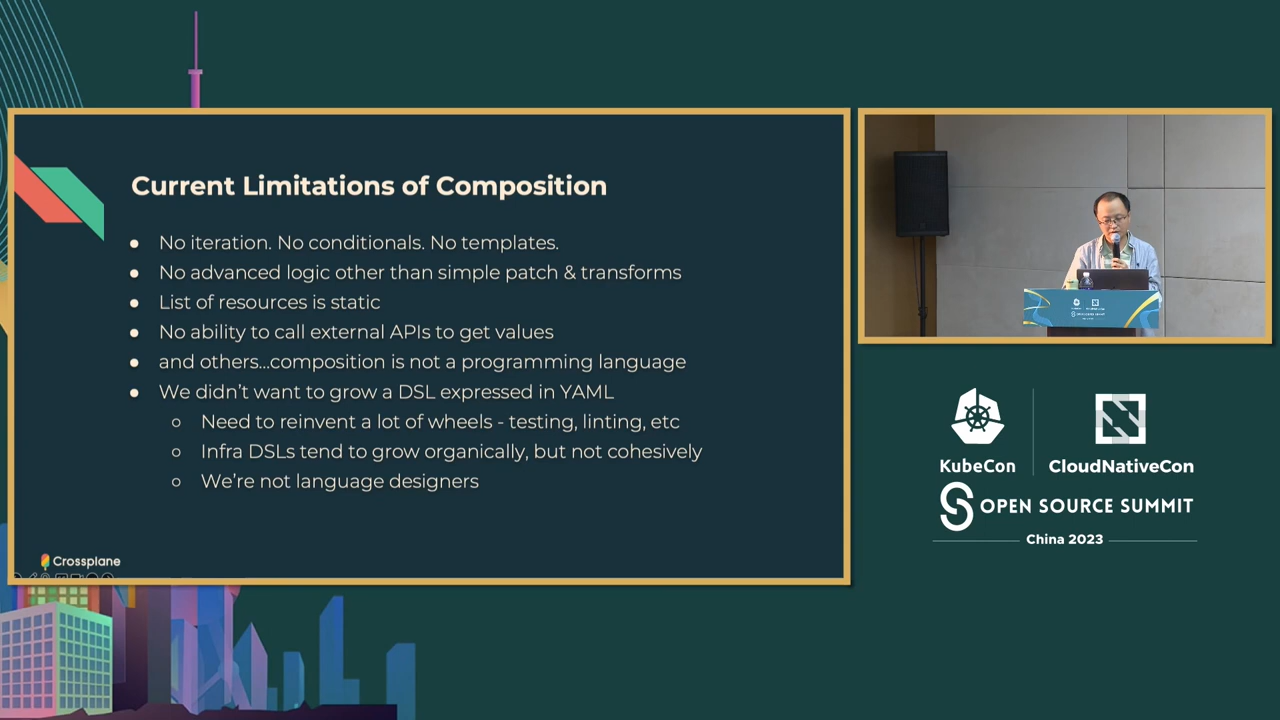 Current Limitations of Composition
No iteration. No conditionals. No templates.
No advanced logic other than simple patch & transforms
List of resources is static
No ability to call external APIs to get values
and others...composition is not a programming language
We didn't want to grow a DSL expressed in YAML
Need to reinvent a lot of wheels - testing, linting, etc
Infra DSLs tend to grow organically, but not cohesively
We're not language designers
Crossplane
KubeCon
CloudNativeCon
OPEN SOURCE SUMMIT
China 2023